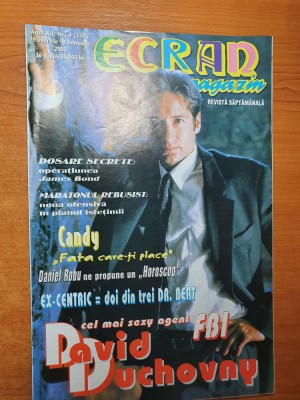 ECRAN
magazin
REVISTĂ SĂPTĂMÂNALĂ
DOSARE SECRETE:
operaţiunea
James Bond
MARATONUL REBUSIST:
noua ofensivă
în planul isteţimii
Candy
„Fata care-ţi place"
Daniel Robu ne propune un „Horoscop"
EX-CENTRIC = doi din trei DR. BEAT
cel mai sexy agent FBI
David
Duchovny